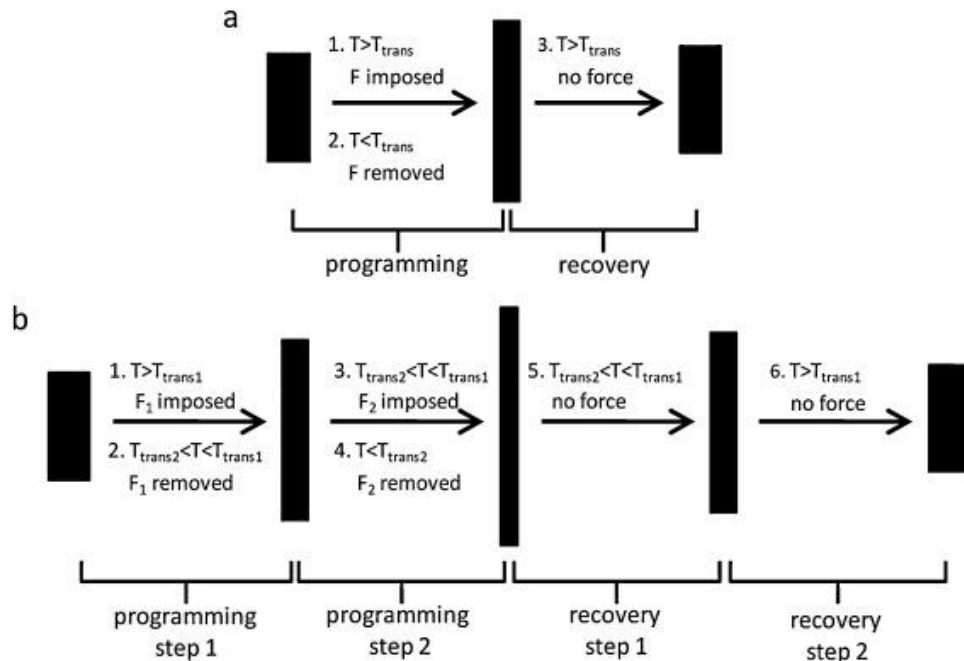 a
1. T>Ttrans
F imposed
2. T<Ttrans
F removed
3. T>Ttrans
no force
programming
recovery
b
1. T>Ttrans1
F1 imposed
2. Ttrans2<T<Ttrans1
F1 removed
3. Ttrans2<T<Ttrans1
F2 imposed
4. T<Ttrans2
F2 removed
5. Ttrans2<T<Ttrans1
no force
6. T>Ttrans1
no force
programming
step 1
programming
step 2
recovery
step 1
recovery
step 2